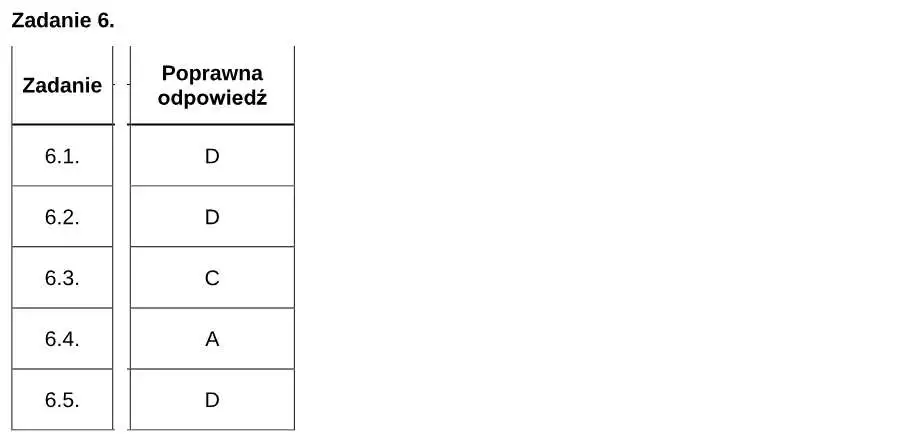 Zadanie 6.
Zadanie
Poprawna
odpowiedź
6.1. D
6.2. D
6.3. C
6.4. A
6.5. D